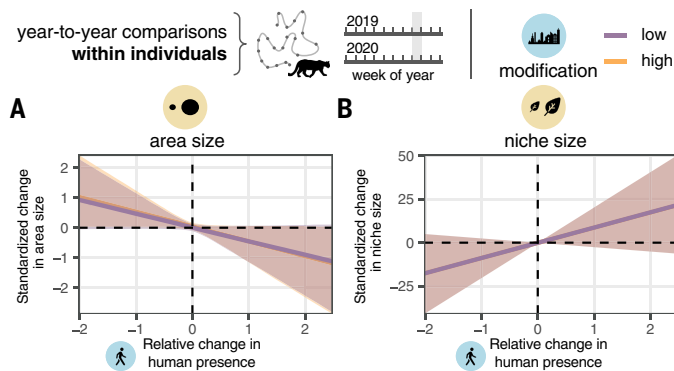 year-to-year comparisons
within individuals
2019
2020
week of year
modification
low
high
A
area size
Standardized change
in area size
2
1
0
−1
−2
−2
−1
0
1
2
Relative change in
human presence
B
niche size
Standardized change
in niche size
50
25
0
−25
−2
−1
0
1
2
Relative change in
human presence